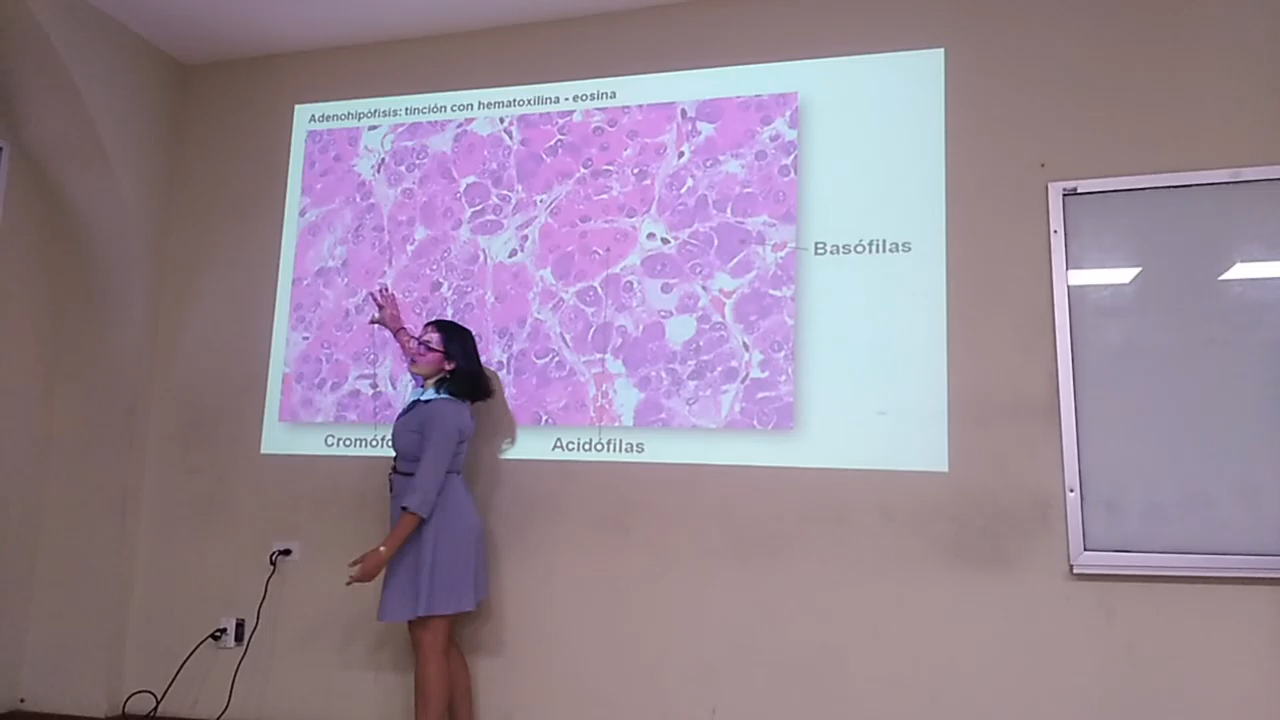 Adenohipófisis: tinción con hematoxilina - eosina
Basófilas
Acidófilas